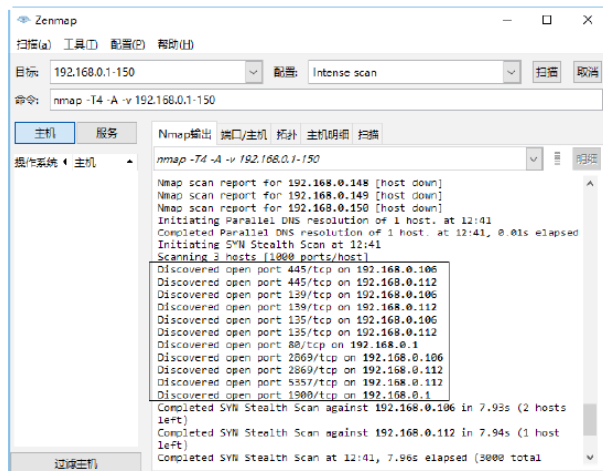 Zenmap
扫描(a) 工具(I) 配置(P) 帮助(H)
目标: 192.168.0.1-150 配置: Intense scan 扫描 取消
命令: nmap -T4 -A -v 192.168.0.1-150
主机 服务 Nmap输出 端口/主机 拓扑 主机明细 扫描
操作系统 主机 nmap -T4 -A -v 192.168.0.1-150 明细
Nmap scan report for 192.168.0.148 [host down]
Nmap scan report for 192.168.0.149 [host down]
Nmap scan report for 192.168.0.150 [host down]
Initiating Parallel DNS resolution of 1 host. at 12:41
Completed Parallel DNS resolution of 1 host. at 12:41, 0.01s elapsed
Initiating SYN Stealth Scan at 12:41
Scanning 3 hosts [1000 ports/host]
Discovered open port 445/tcp on 192.168.0.106
Discovered open port 445/tcp on 192.168.0.112
Discovered open port 139/tcp on 192.168.0.106
Discovered open port 139/tcp on 192.168.0.112
Discovered open port 135/tcp on 192.168.0.106
Discovered open port 135/tcp on 192.168.0.112
Discovered open port 80/tcp on 192.168.0.1
Discovered open port 2869/tcp on 192.168.0.106
Discovered open port 2869/tcp on 192.168.0.112
Discovered open port 5357/tcp on 192.168.0.112
Discovered open port 1900/tcp on 192.168.0.1
Completed SYN Stealth Scan against 192.168.0.106 in 7.93s (2 hosts
left)
Completed SYN Stealth Scan against 192.168.0.112 in 7.94s (1 host
left)
Completed SYN Stealth Scan at 12:41, 7.96s elapsed (3000 total
过滤主机